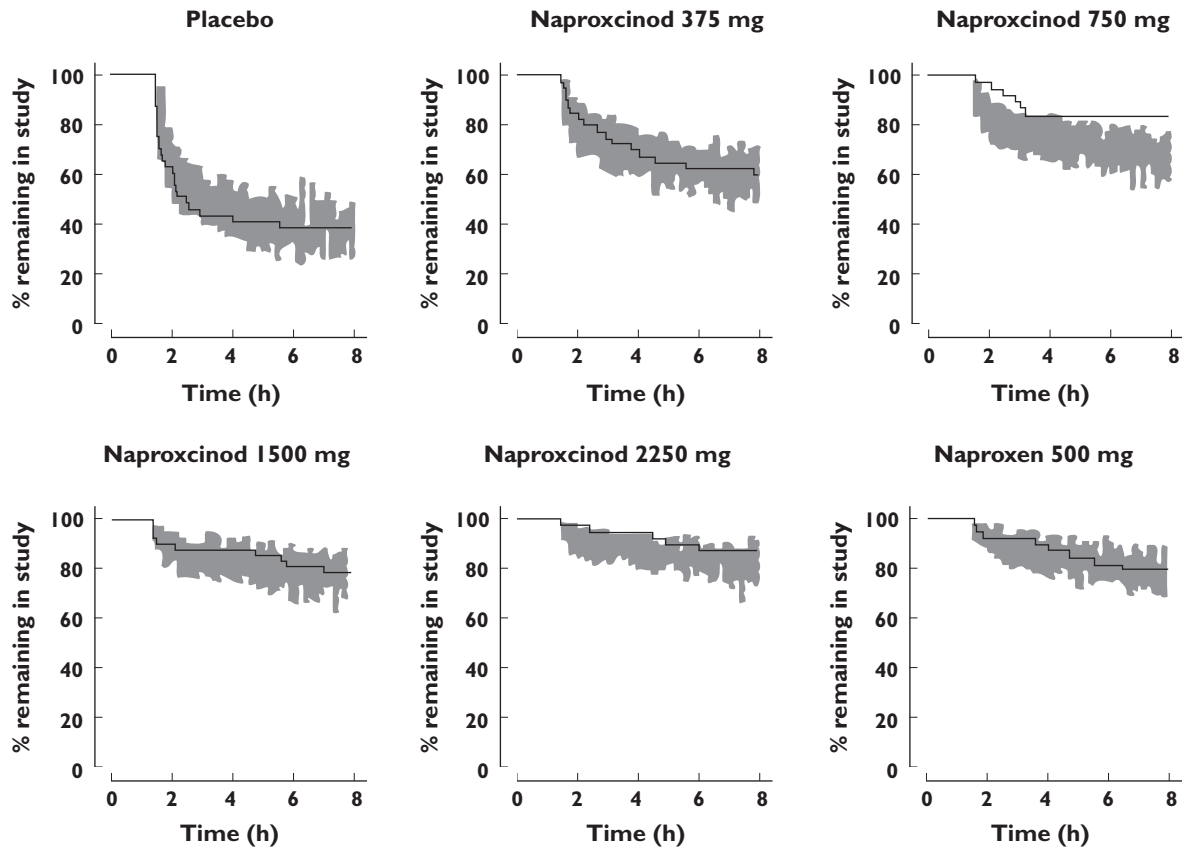 Placebo
Naproxcinod 375 mg
Naproxcinod 750 mg
% remaining in study
100
80
60
40
20
0
0 2 4 6 8
Time (h)
% remaining in study
100
80
60
40
20
0
0 2 4 6 8
Time (h)
% remaining in study
100
80
60
40
20
0
0 2 4 6 8
Time (h)
Naproxcinod 1500 mg
Naproxcinod 2250 mg
Naproxen 500 mg
% remaining in study
100
80
60
40
20
0
0 2 4 6 8
Time (h)
% remaining in study
100
80
60
40
20
0
0 2 4 6 8
Time (h)
% remaining in study
100
80
60
40
20
0
0 2 4 6 8
Time (h)